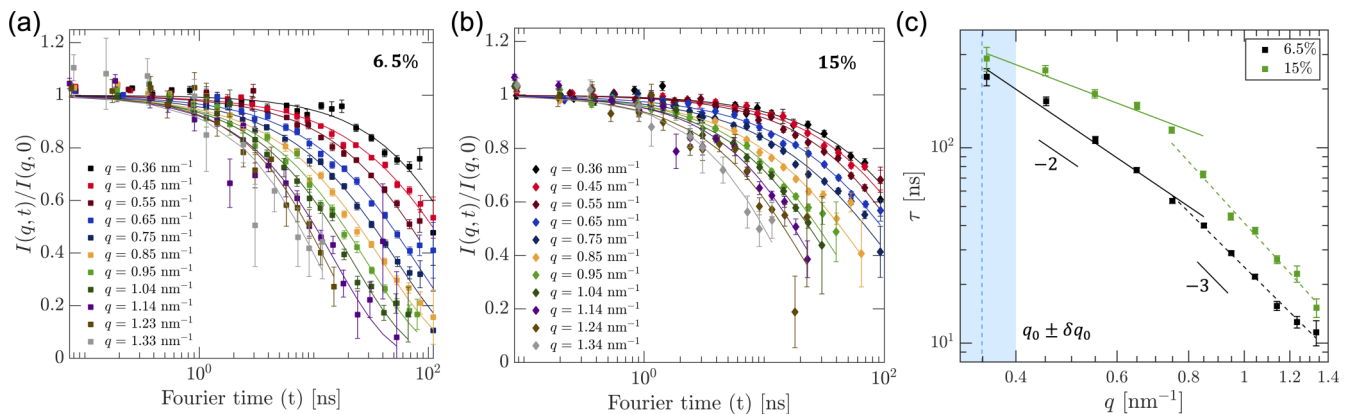 (a)
6.5%
1.2
1
0.8
0.6
0.4
0.2
0
I(q, t)/I(q, 0)
q = 0.36 nm⁻¹
q = 0.45 nm⁻¹
q = 0.55 nm⁻¹
q = 0.65 nm⁻¹
q = 0.75 nm⁻¹
q = 0.85 nm⁻¹
q = 0.95 nm⁻¹
q = 1.04 nm⁻¹
q = 1.14 nm⁻¹
q = 1.23 nm⁻¹
q = 1.33 nm⁻¹
10⁰ 10¹ 10²
Fourier time (t) [ns]
(b)
15%
1.2
1
0.8
0.6
0.4
0.2
0
I(q, t)/I(q, 0)
q = 0.36 nm⁻¹
q = 0.45 nm⁻¹
q = 0.55 nm⁻¹
q = 0.65 nm⁻¹
q = 0.75 nm⁻¹
q = 0.85 nm⁻¹
q = 0.95 nm⁻¹
q = 1.04 nm⁻¹
q = 1.14 nm⁻¹
q = 1.24 nm⁻¹
q = 1.34 nm⁻¹
10⁰ 10¹ 10²
Fourier time (t) [ns]
(c)
6.5%
15%
10²
10¹
τ [ns]
−2
−3
q₀ ± δq₀
0.4 0.6 0.8 1 1.2 1.4
q [nm⁻¹]